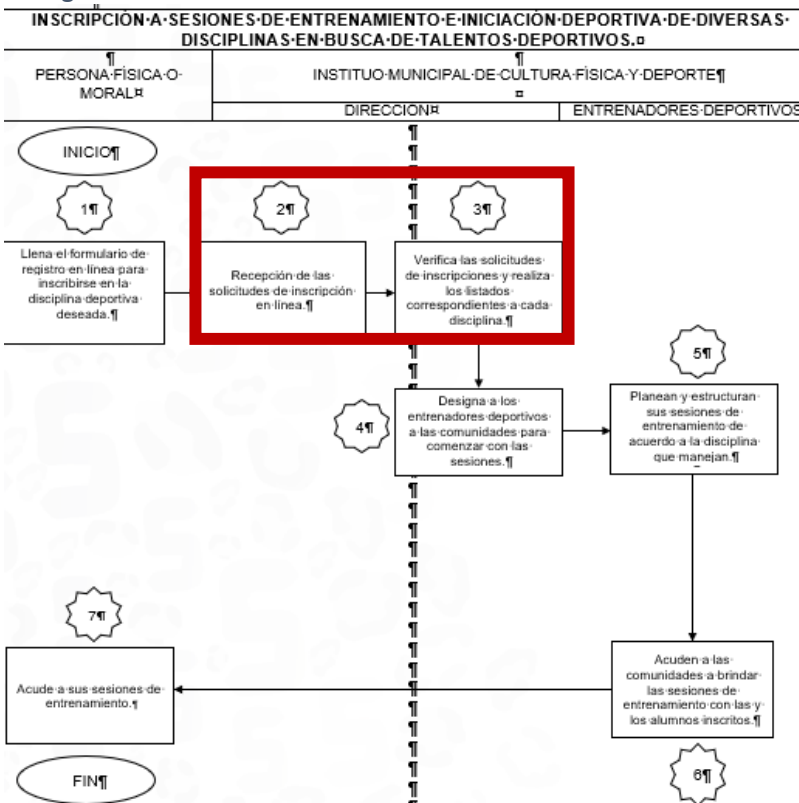 INSCRIPCIÓN·A·SESIONES·DE·ENTRENAMIENTO·E·INICIACIÓN·DEPORTIVA·DE·DIVERSAS·
DISCIPLINAS·EN·BUSCA·DE·TALENTOS·DEPORTIVOS.¤
¶
PERSONA·FÍSICA·O·
MORAL¤
¶
INSTITUO·MUNICIPAL·DE·CULTURA·FÍSICA·Y·DEPORTE¶
¤
DIRECCION¤
ENTRENADORES·DEPORTIVOS
INICIO¶
1¶
Llena·el·formulario·de·
registro·en·línea·para·
inscribirse·en·la·
disciplina·deportiva·
deseada.¶
2¶
Recepción·de·las·
solicitudes·de·inscripción·
en·línea.¶
3¶
Verifica·las·solicitudes·
de·inscripciones·y·realiza·
los·listados·
correspondientes·a·cada·
disciplina.¶
4¶
Designa·a·los·
entrenadores·deportivos·
a·las·comunidades·para·
comenzar·con·las·
sesiones.¶
5¶
Planean·y·estructuran·
sus·sesiones·de·
entrenamiento·de·
acuerdo·a·la·disciplina·
que·manejan.¶
Acuden·a·las·
comunidades·a·brindar·
las·sesiones·de·
entrenamiento·con·las·y·
los·alumnos·inscritos.¶
6¶
7¶
Acude·a·sus·sesiones·de·
entrenamiento.¶
FIN¶